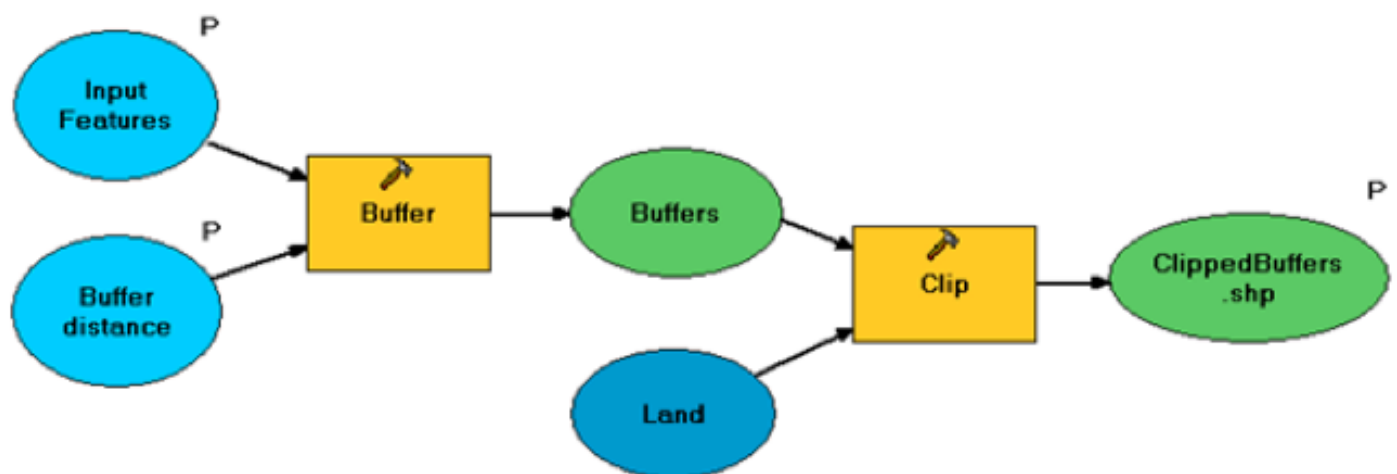 P
Input
Features
P
Buffer
distance
Buffer
Buffers
Land
Clip
P
ClippedBuffers
.shp